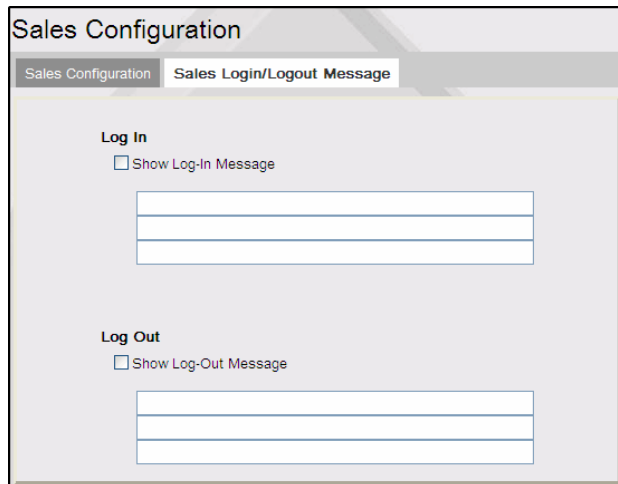 Sales Configuration
Sales Configuration
Sales Login/Logout Message
Log In
Show Log-In Message
Log Out
Show Log-Out Message